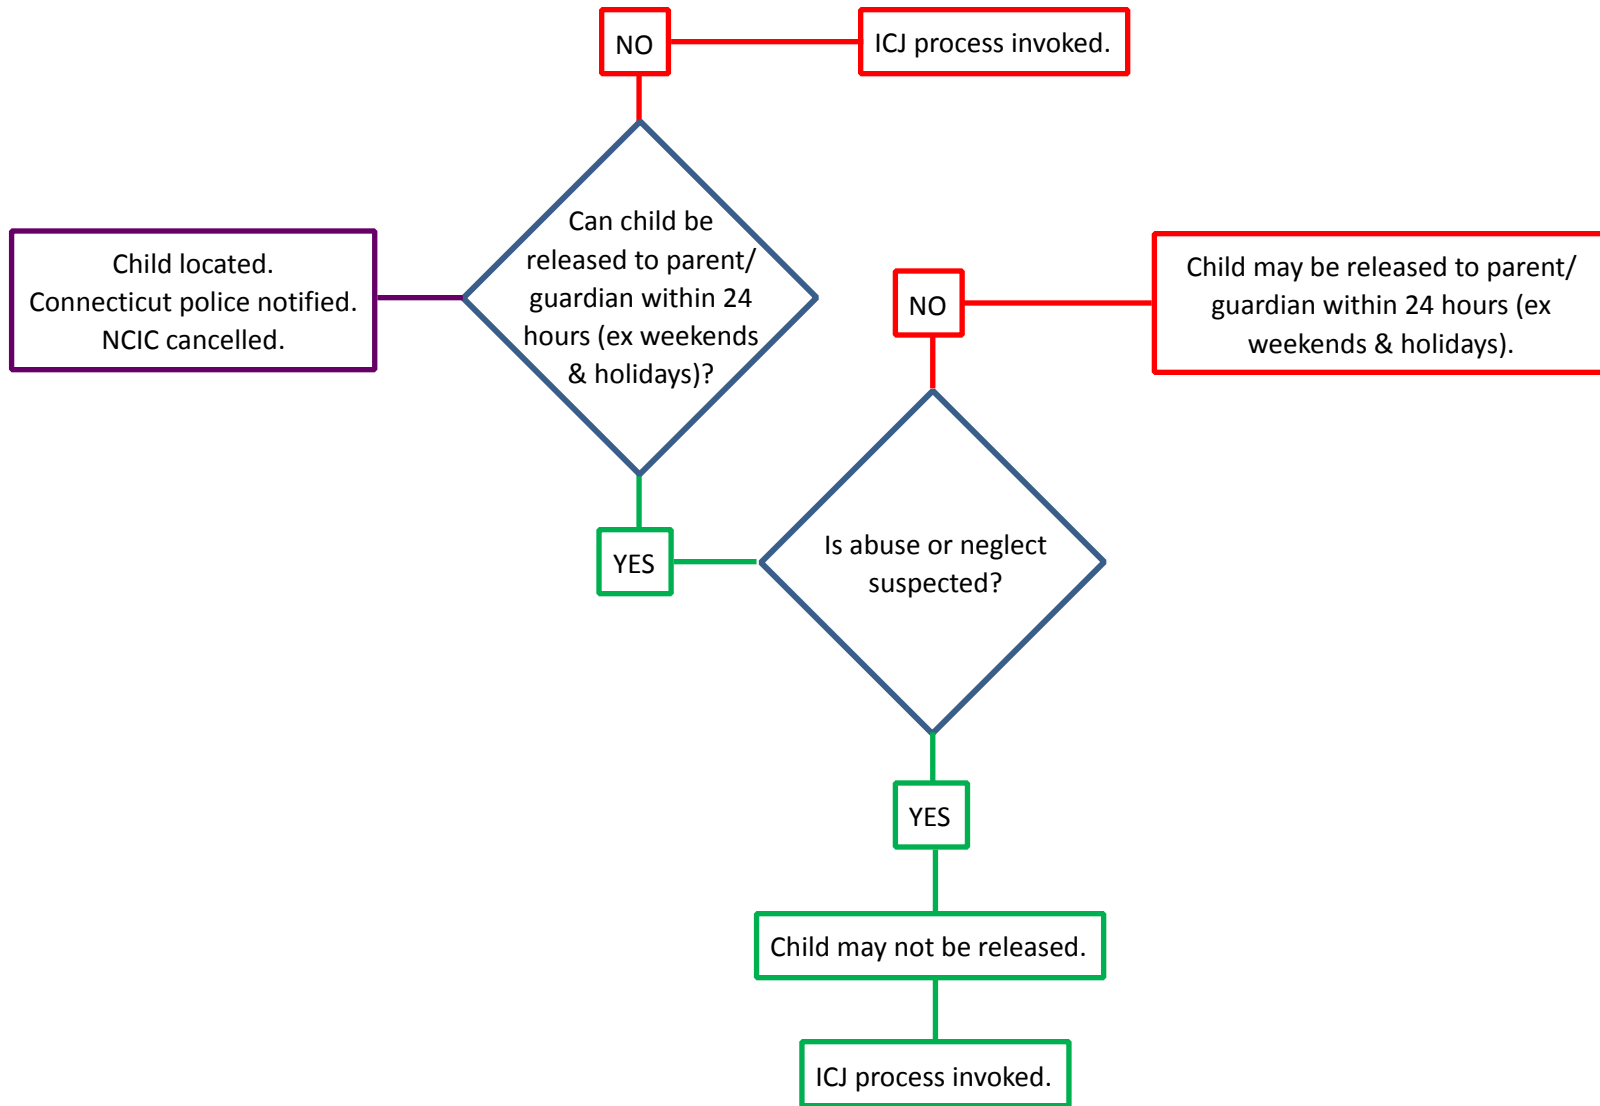 NO
ICJ process invoked.
Child located.
Connecticut police notified.
NCIC cancelled.
Can child be
released to parent/
guardian within 24
hours (ex weekends
& holidays)?
NO
Child may be released to parent/
guardian within 24 hours (ex
weekends & holidays).
YES
Is abuse or neglect
suspected?
YES
Child may not be released.
ICJ process invoked.